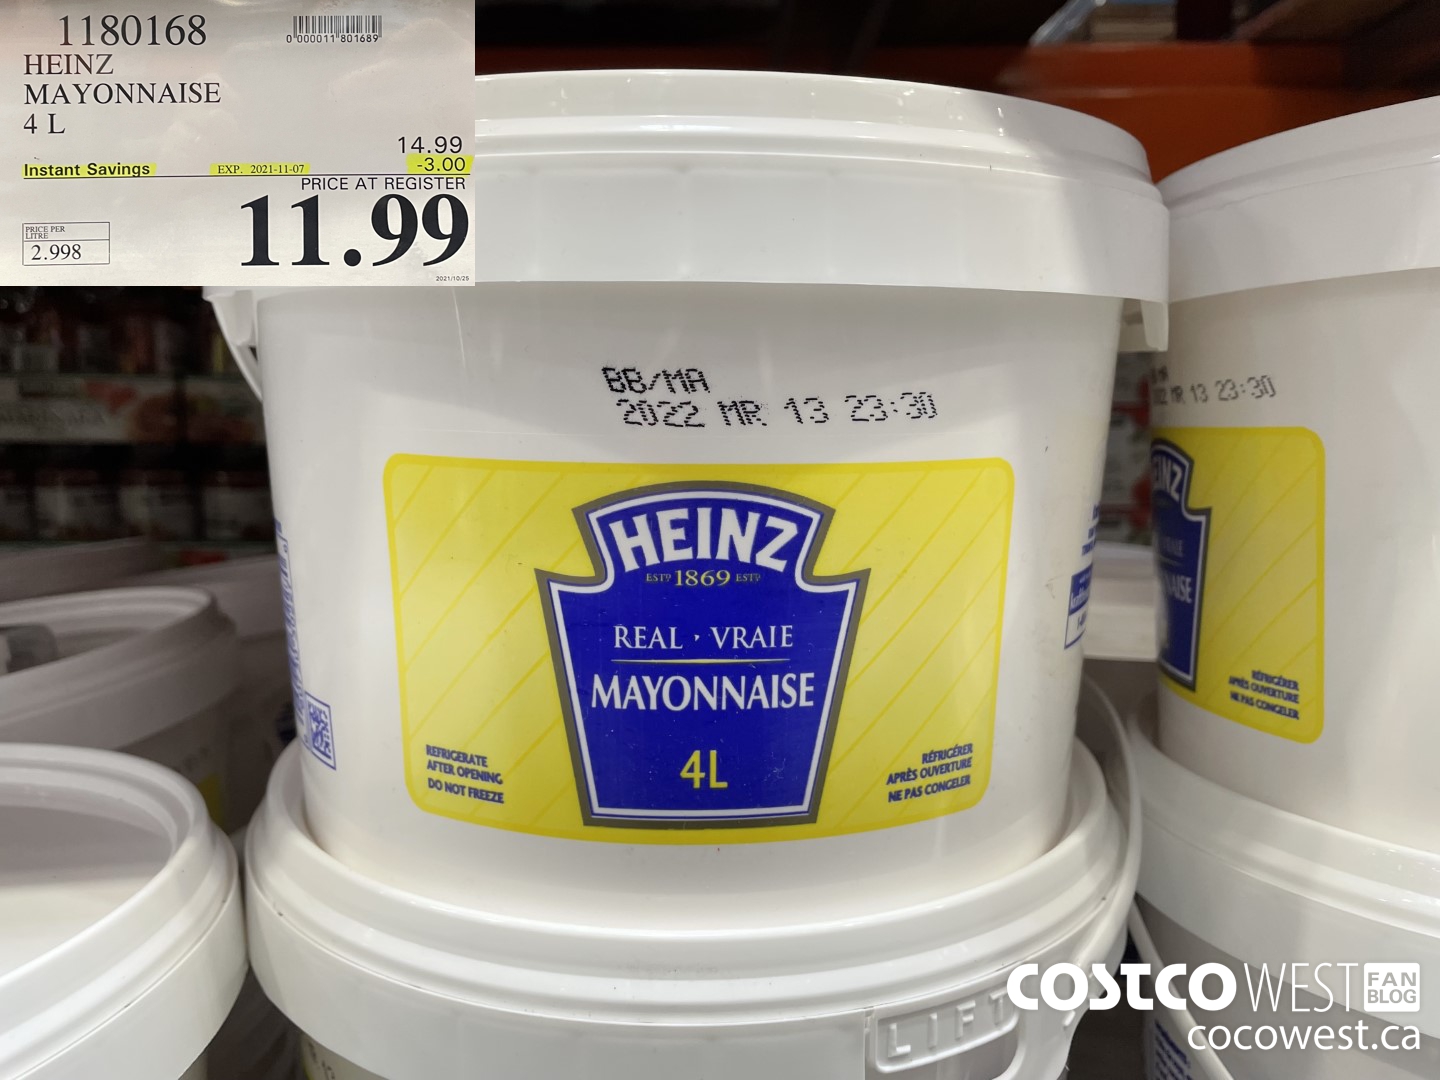 1180168
0 000011 801689
HEINZ
MAYONNAISE
4 L
14.99
Instant Savings
EXP. 2021-11-07
-3.00
PRICE AT REGISTER
11.99
PRICE PER
LITRE
2.998
2021/10/25
BB/MA
2022 MR 13 23:30
HEINZ
ESTD 1869 ESTD
REAL · VRAIE
MAYONNAISE
4L
REFRIGERATE
AFTER OPENING
DO NOT FREEZE
RÉFRIGÉRER
APRÈS OUVERTURE
NE PAS CONGELER
MR 13 23:30
RÉFRIGÉRER
APRÈS OUVERTURE
NE PAS CONGELER
LIFT
COSTCO WEST FAN
BLOG
cocowest.ca